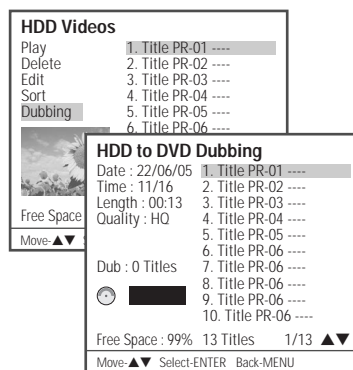 HDD Videos
Play 1. Title PR-01 ----
Delete 2. Title PR-02 ----
Edit 3. Title PR-03 ----
Sort 4. Title PR-04 ----
Dubbing 5. Title PR-05 ----
6. Title PR-06 ----
Free Space
Move-▲▼
HDD to DVD Dubbing
Date : 22/06/05 1. Title PR-01 ----
Time : 11/16 2. Title PR-02 ----
Length : 00:13 3. Title PR-03 ----
Quality : HQ 4. Title PR-04 ----
5. Title PR-05 ----
6. Title PR-06 ----
Dub : 0 Titles 7. Title PR-06 ----
8. Title PR-06 ----
9. Title PR-06 ----
10. Title PR-06 ----
Free Space : 99% 13 Titles 1/13 ▲▼
Move-▲▼ Select-ENTER Back-MENU